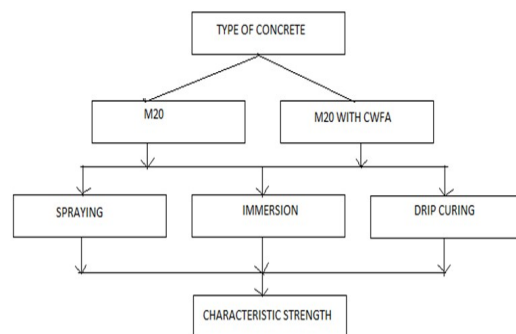 TYPE OF CONCRETE
M20
M20 WITH CWFA
SPRAYING
IMMERSION
DRIP CURING
CHARACTERISTIC STRENGTH